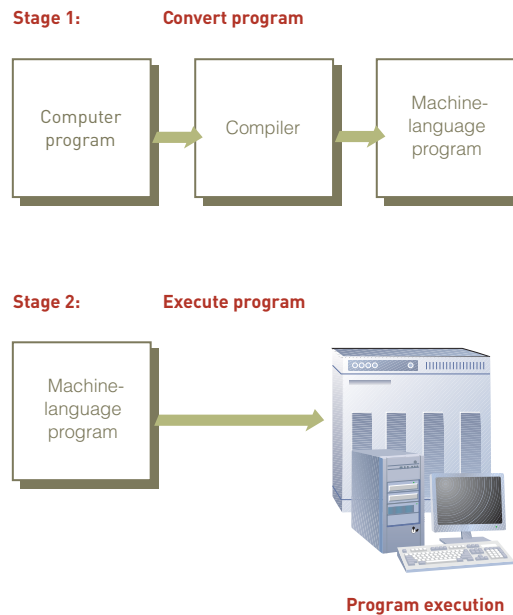 Stage 1: Convert program
Computer
program
Compiler
Machine-
language
program
Stage 2: Execute program
Machine-
language
program
Program execution